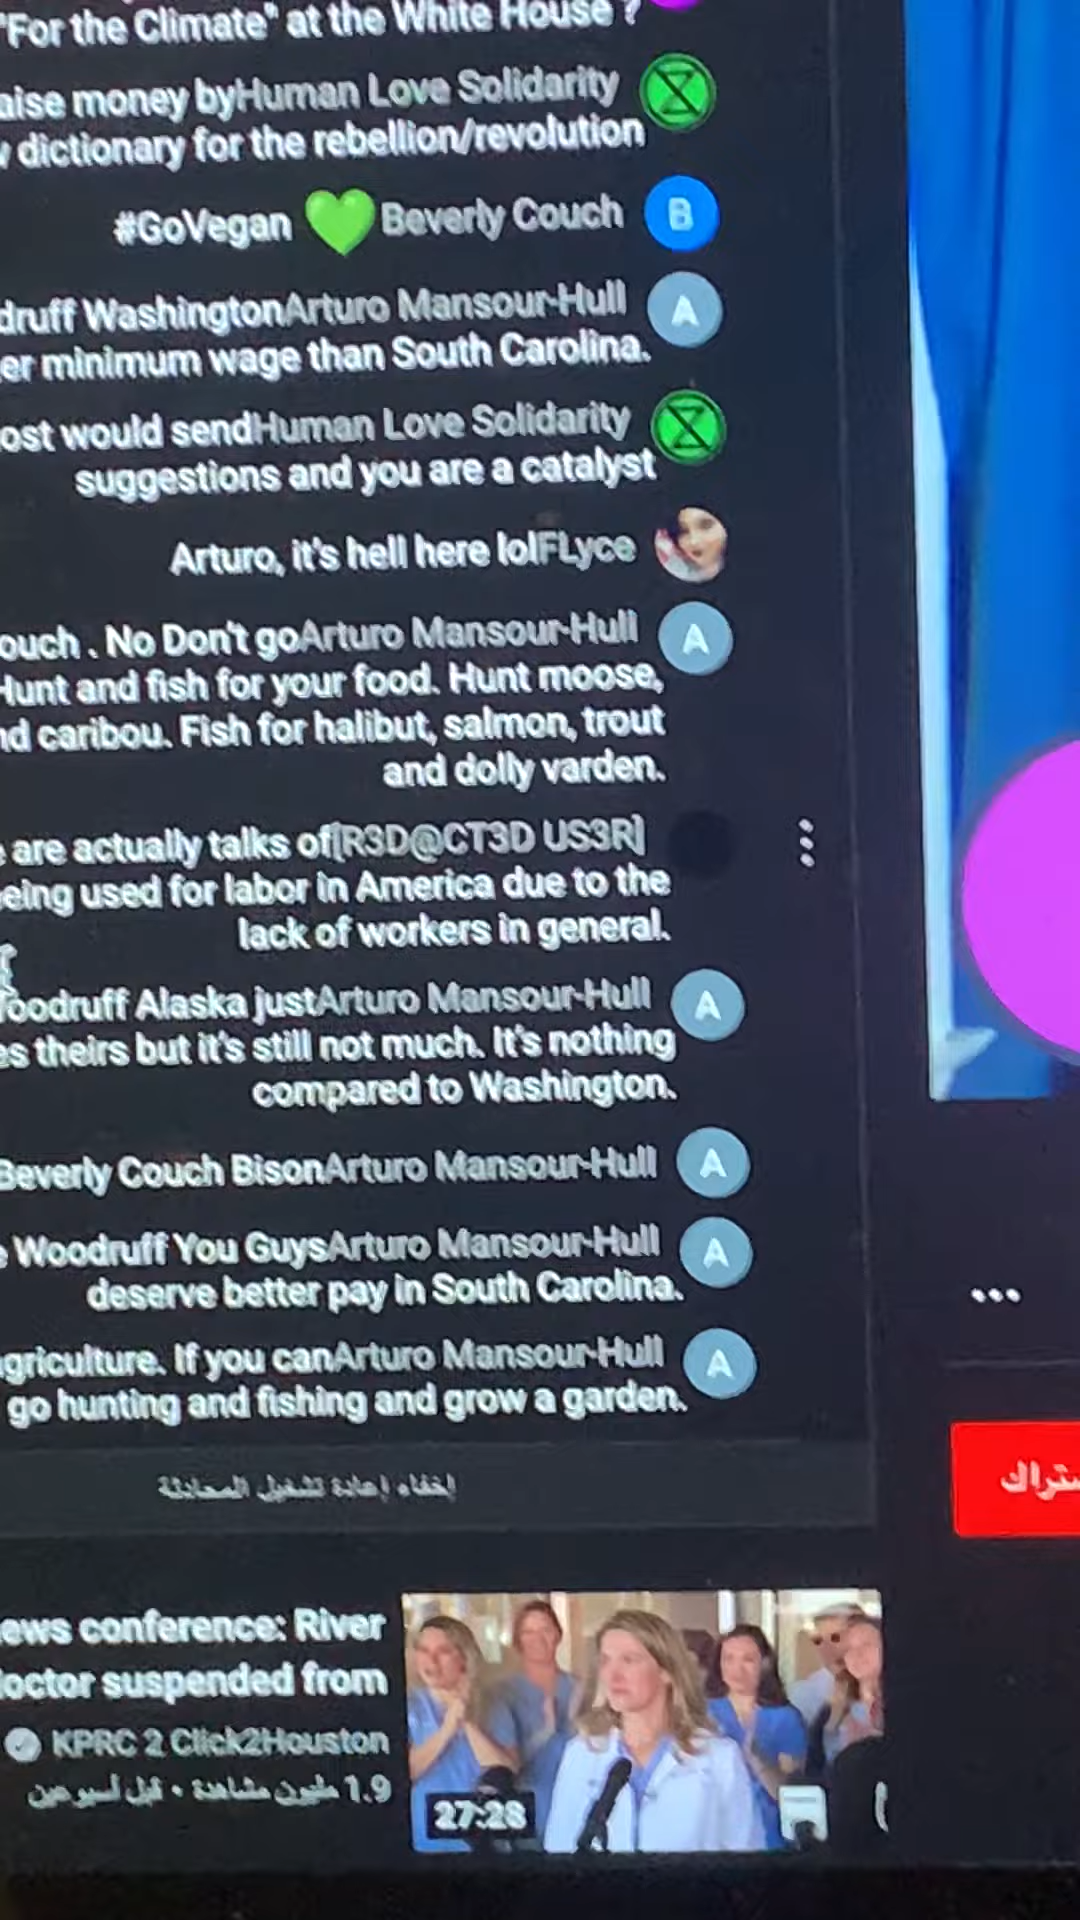 "For the Climate" at the White House ?
aise money byHuman Love Solidarity
dictionary for the rebellion/revolution
#GoVegan 💚 Beverly Couch
B
druff WashingtonArturo Mansour-Hull
A
er minimum wage than South Carolina.
ost would sendHuman Love Solidarity
suggestions and you are a catalyst
Arturo, it's hell here lolFLyce
ouch . No Don't goArturo Mansour-Hull
A
Hunt and fish for your food. Hunt moose,
nd caribou. Fish for halibut, salmon, trout
and dolly varden.
e are actually talks of[R3D@CT3D US3R]
eing used for labor in America due to the
lack of workers in general.
oodruff Alaska justArturo Mansour-Hull
A
es theirs but it's still not much. It's nothing
compared to Washington.
Beverly Couch BisonArturo Mansour-Hull
A
e Woodruff You GuysArturo Mansour-Hull
A
deserve better pay in South Carolina.
griculture. If you canArturo Mansour-Hull
A
go hunting and fishing and grow a garden.
إخفاء إعادة تشغيل المحادثة
تراك
ews conference: River
octor suspended from
KPRC 2 Click2Houston
1.9 مليون مشاهدة • قبل أسبوعين
27:28